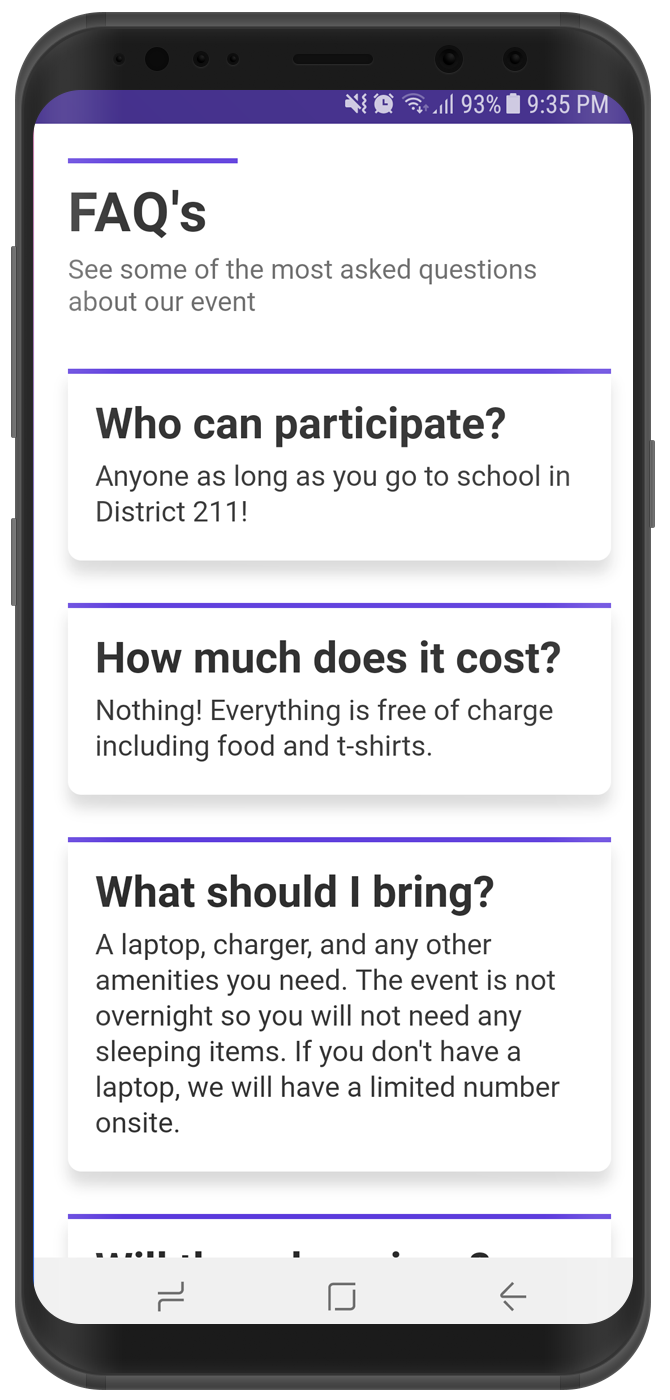 93% 9:35 PM
FAQ's
See some of the most asked questions
about our event
Who can participate?
Anyone as long as you go to school in
District 211!
How much does it cost?
Nothing! Everything is free of charge
including food and t-shirts.
What should I bring?
A laptop, charger, and any other
amenities you need. The event is not
overnight so you will not need any
sleeping items. If you don't have a
laptop, we will have a limited number
onsite.